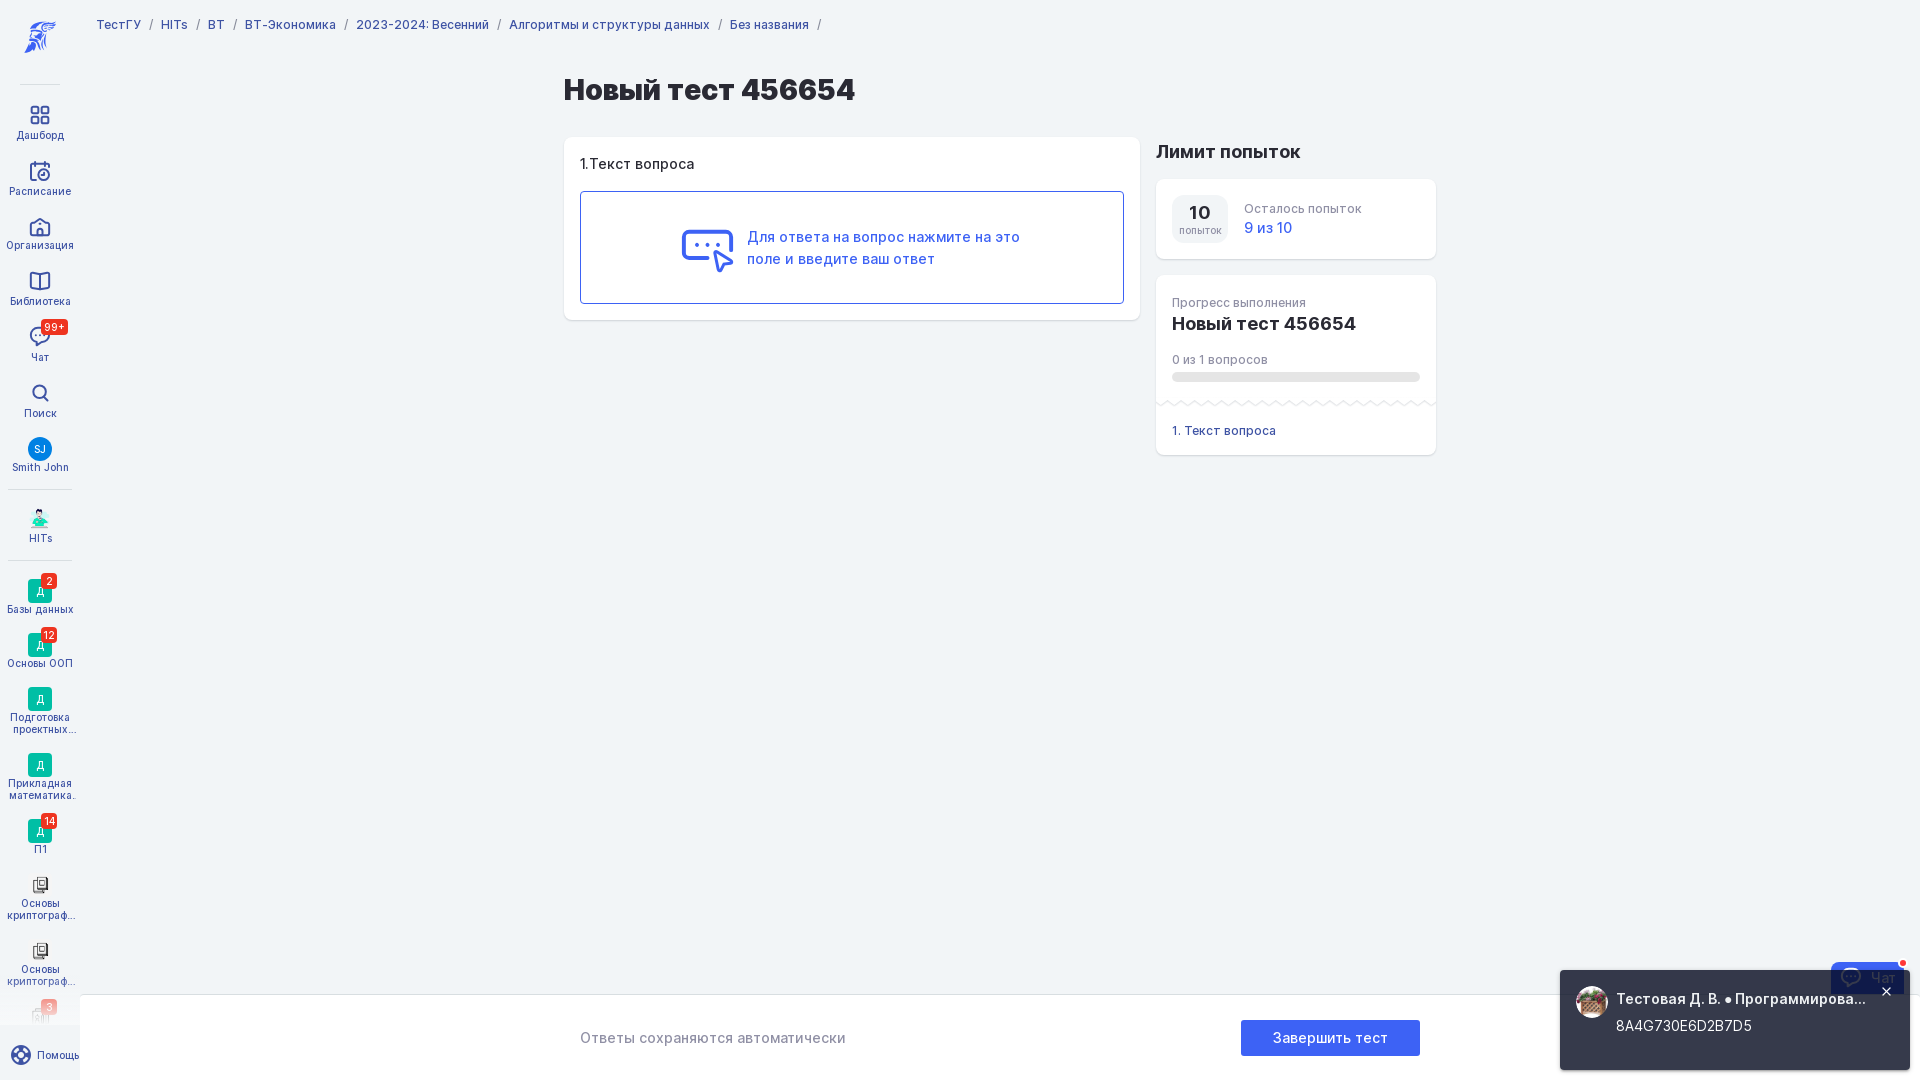 ТестГУ / HITs / ВТ / ВТ-Экономика / 2023-2024: Весенний / Алгоритмы и структуры данных / Без названия /
Дашборд
Расписание
Организация
Библиотека
99+
Чат
Поиск
SJ
Smith John
HITs
2
Д
Базы данных
12
Д
Основы ООП
Д
Подготовка
проектных...
Д
Прикладная
математика.
14
Д
П1
Основы
криптограф...
Основы
криптограф...
3
Помощь
Новый тест 456654
1.Текст вопроса
Для ответа на вопрос нажмите на это
поле и введите ваш ответ
Лимит попыток
10
попыток
Осталось попыток
9 из 10
Прогресс выполнения
Новый тест 456654
0 из 1 вопросов
1. Текст вопроса
Ответы сохраняются автоматически
Завершить тест
Чат
Тестовая Д. В. ● Программирова...
8A4G730E6D2B7D5